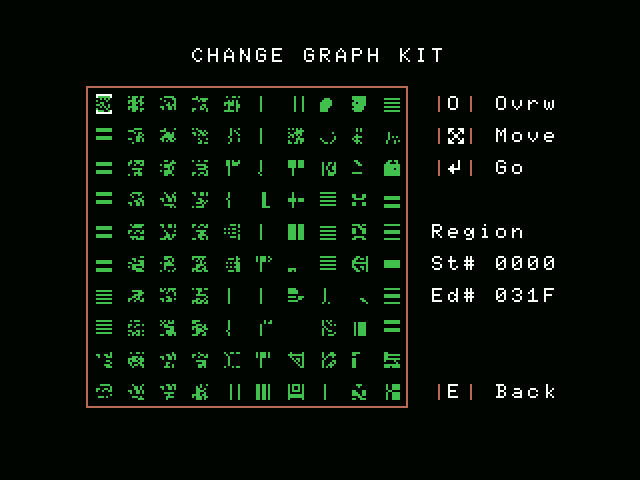 CHANGE GRAPH KIT
|O| Ovrw
| | Move
|↵| Go
Region
St# 0000
Ed# 031F
|E| Back